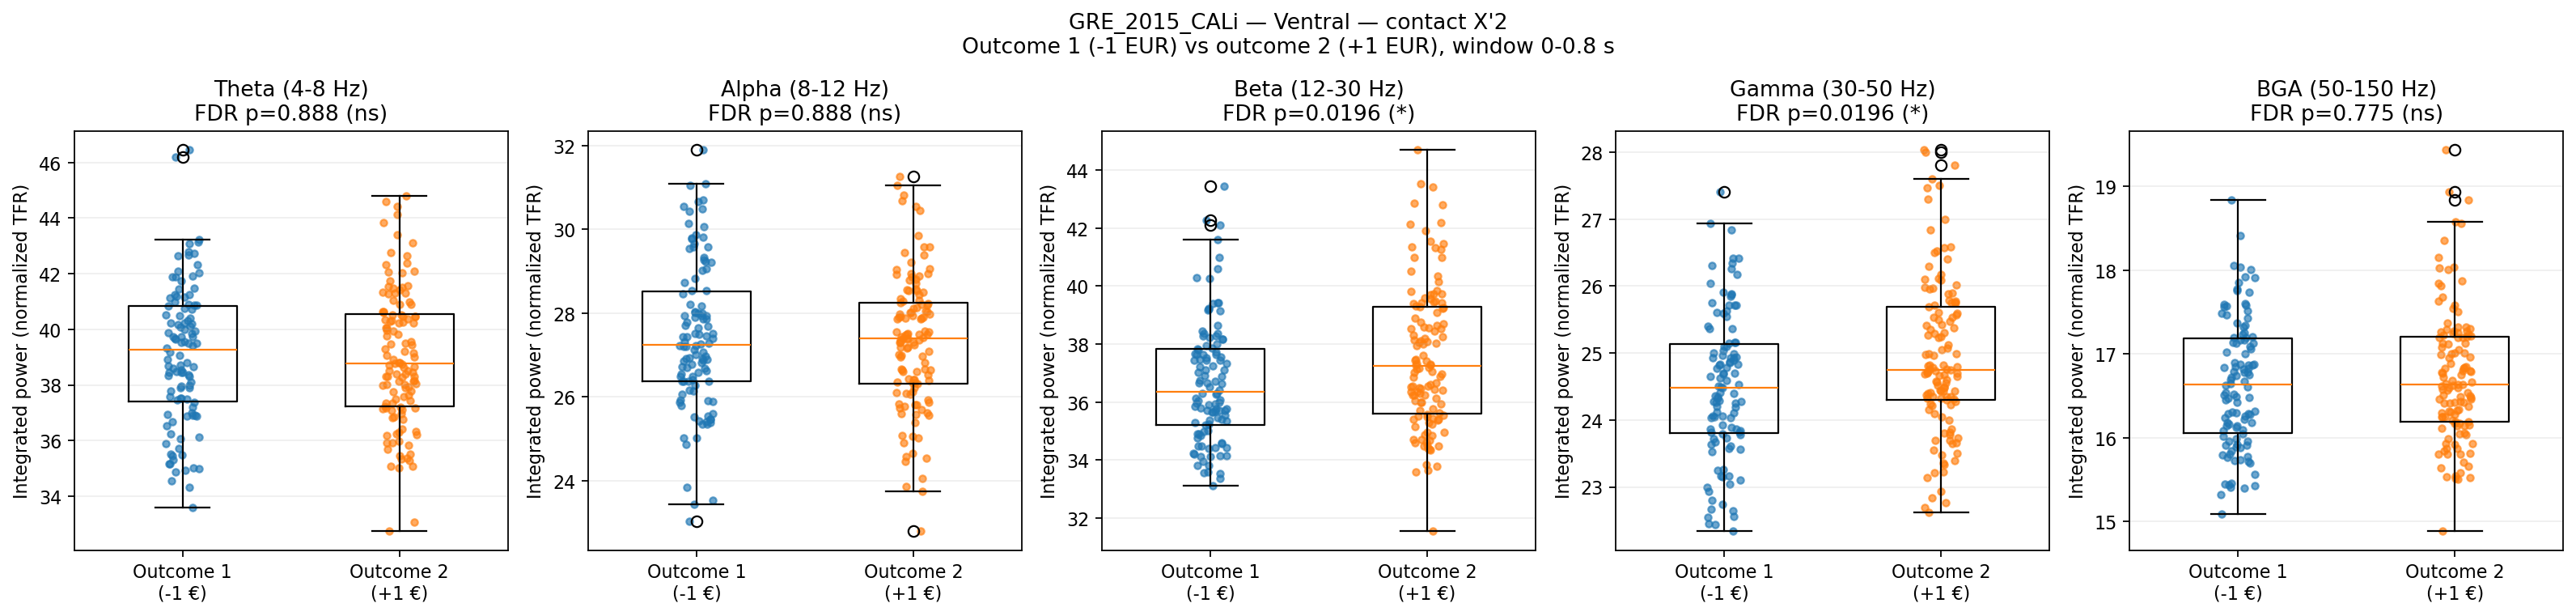 GRE_2015_CALi — Ventral — contact X'2
Outcome 1 (-1 EUR) vs outcome 2 (+1 EUR), window 0-0.8 s
Theta (4-8 Hz)
FDR p=0.888 (ns)
Integrated power (normalized TFR)
46
44
42
40
38
36
34
Outcome 1
(-1 €)
Outcome 2
(+1 €)
Alpha (8-12 Hz)
FDR p=0.888 (ns)
Integrated power (normalized TFR)
32
30
28
26
24
Outcome 1
(-1 €)
Outcome 2
(+1 €)
Beta (12-30 Hz)
FDR p=0.0196 (*)
Integrated power (normalized TFR)
44
42
40
38
36
34
32
Outcome 1
(-1 €)
Outcome 2
(+1 €)
Gamma (30-50 Hz)
FDR p=0.0196 (*)
Integrated power (normalized TFR)
28
27
26
25
24
23
Outcome 1
(-1 €)
Outcome 2
(+1 €)
BGA (50-150 Hz)
FDR p=0.775 (ns)
Integrated power (normalized TFR)
19
18
17
16
15
Outcome 1
(-1 €)
Outcome 2
(+1 €)